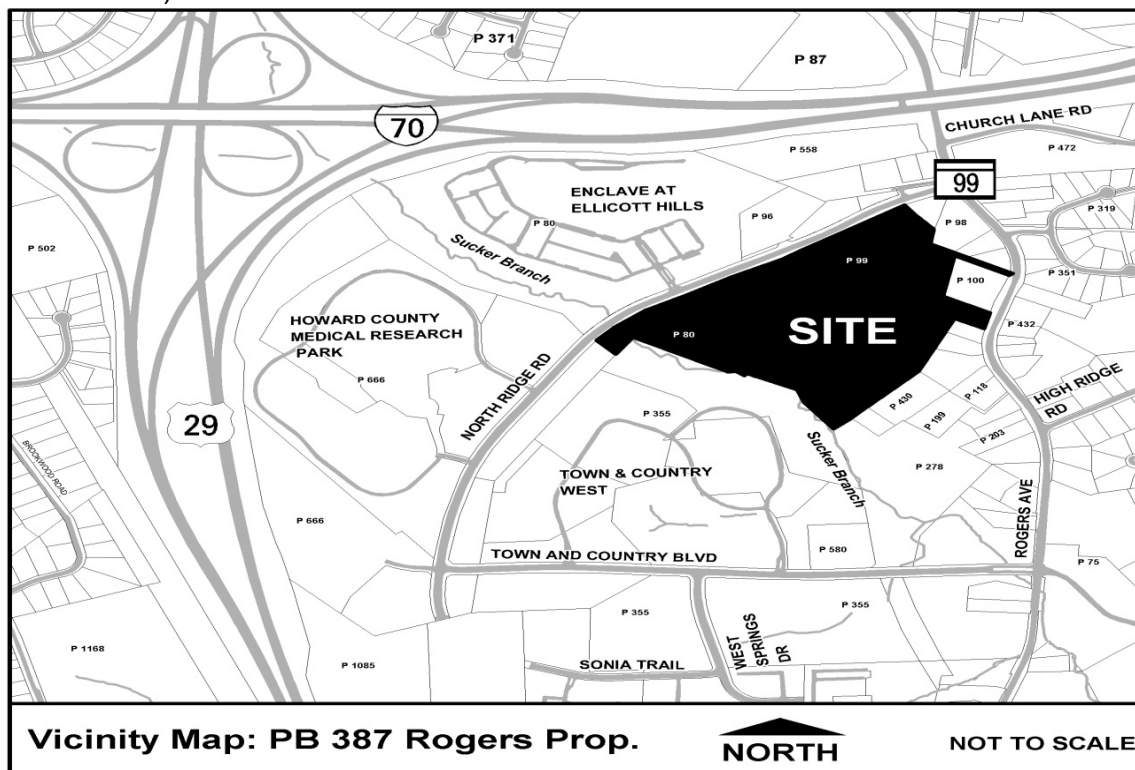 P 371
P 87
70
CHURCH LANE RD
P 558
P 472
99
ENCLAVE AT
ELLICOTT HILLS
P 96
P 98
P 319
P 80
P 502
Sucker Branch
P 99
P 351
P 100
HOWARD COUNTY
MEDICAL RESEARCH
PARK
P 80
SITE
P 432
P 666
NORTH RIDGE RD
HIGH RIDGE
RD
P 118
P 430
P 199
29
P 355
P 203
BROOKWOOD ROAD
Sucker Branch
TOWN & COUNTRY
WEST
P 278
P 666
ROGERS AVE
TOWN AND COUNTRY BLVD
P 580
P 75
P 355
P 355
WEST
SPRINGS
DR
P 1168
P 1085
SONIA TRAIL
Vicinity Map: PB 387 Rogers Prop.
NORTH
NOT TO SCALE